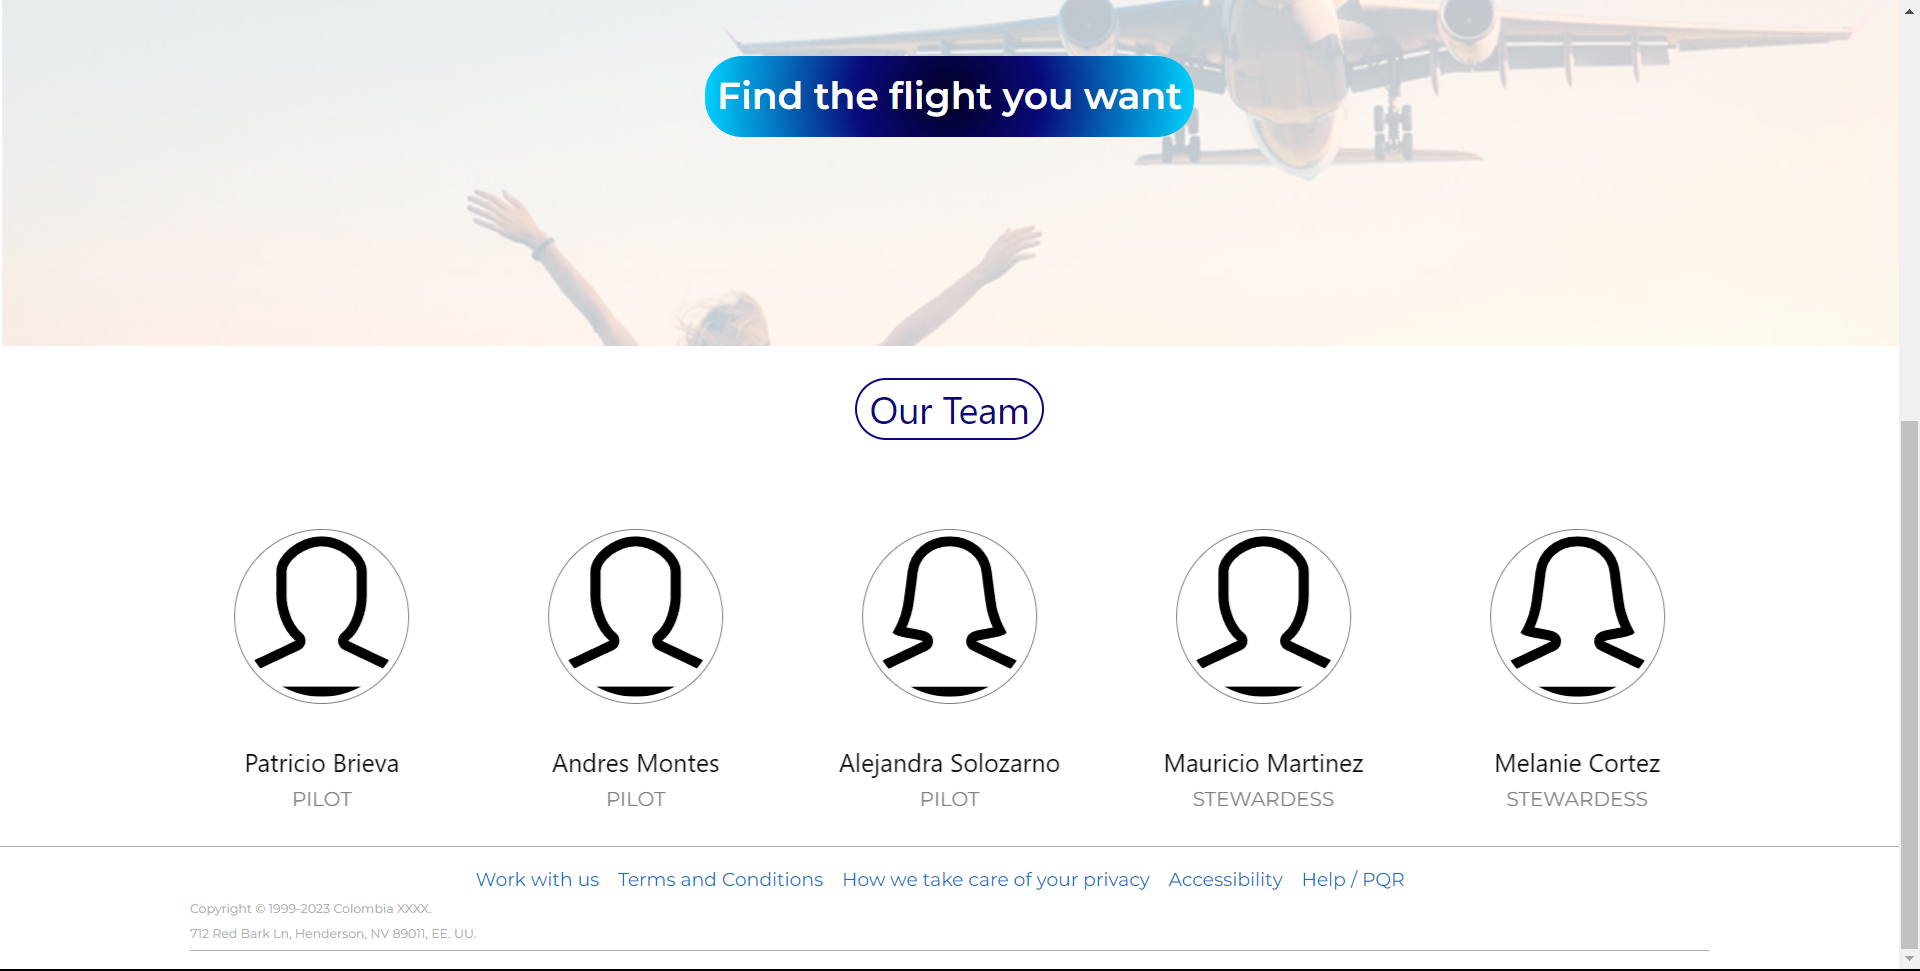 Find the flight you want
Our Team
Patricio Brieva
PILOT
Andres Montes
PILOT
Alejandra Solozarno
PILOT
Mauricio Martinez
STEWARDESS
Melanie Cortez
STEWARDESS
Work with us Terms and Conditions How we take care of your privacy Accessibility Help / PQR
Copyright © 1999-2023 Colombia XXXX.
712 Red Bark Ln, Henderson, NV 89011, EE. UU.